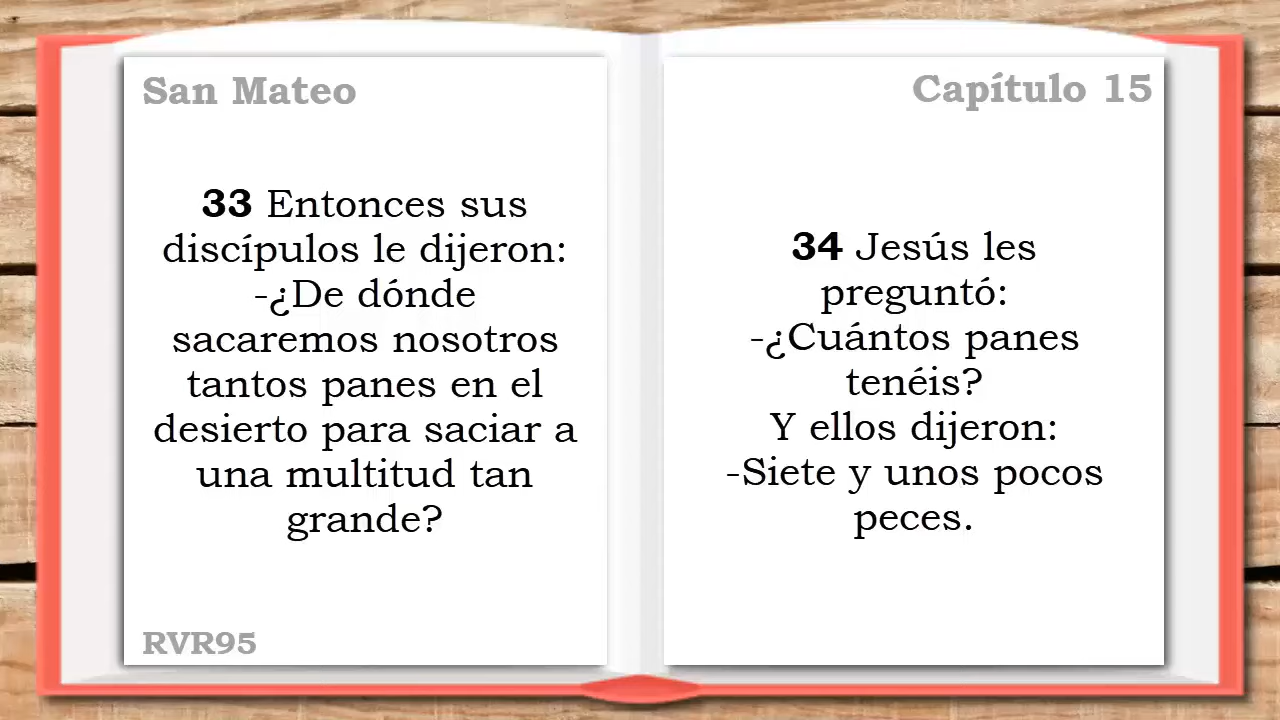 San Mateo
33 Entonces sus
discípulos le dijeron:
-¿De dónde
sacaremos nosotros
tantos panes en el
desierto para saciar a
una multitud tan
grande?
RVR95
Capítulo 15
34 Jesús les
preguntó:
-¿Cuántos panes
tenéis?
Y ellos dijeron:
-Siete y unos pocos
peces.